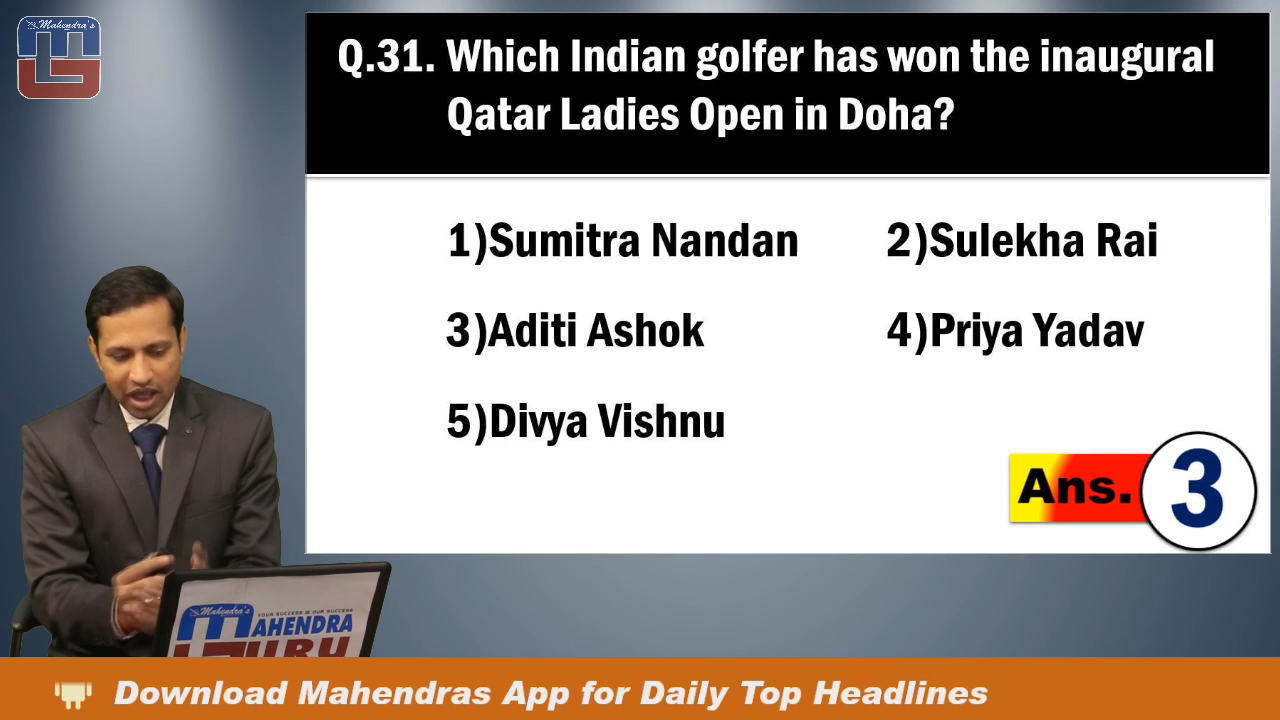 Mahendra's
Q.31. Which Indian golfer has won the inaugural
Qatar Ladies Open in Doha?
1)Sumitra Nandan
2)Sulekha Rai
3)Aditi Ashok
4)Priya Yadav
5)Divya Vishnu
Ans. 3
Mahendra's
YOUR SUCCESS IS OUR SUCCESS
MAHENDRA
GURU
Download Mahendras App for Daily Top Headlines